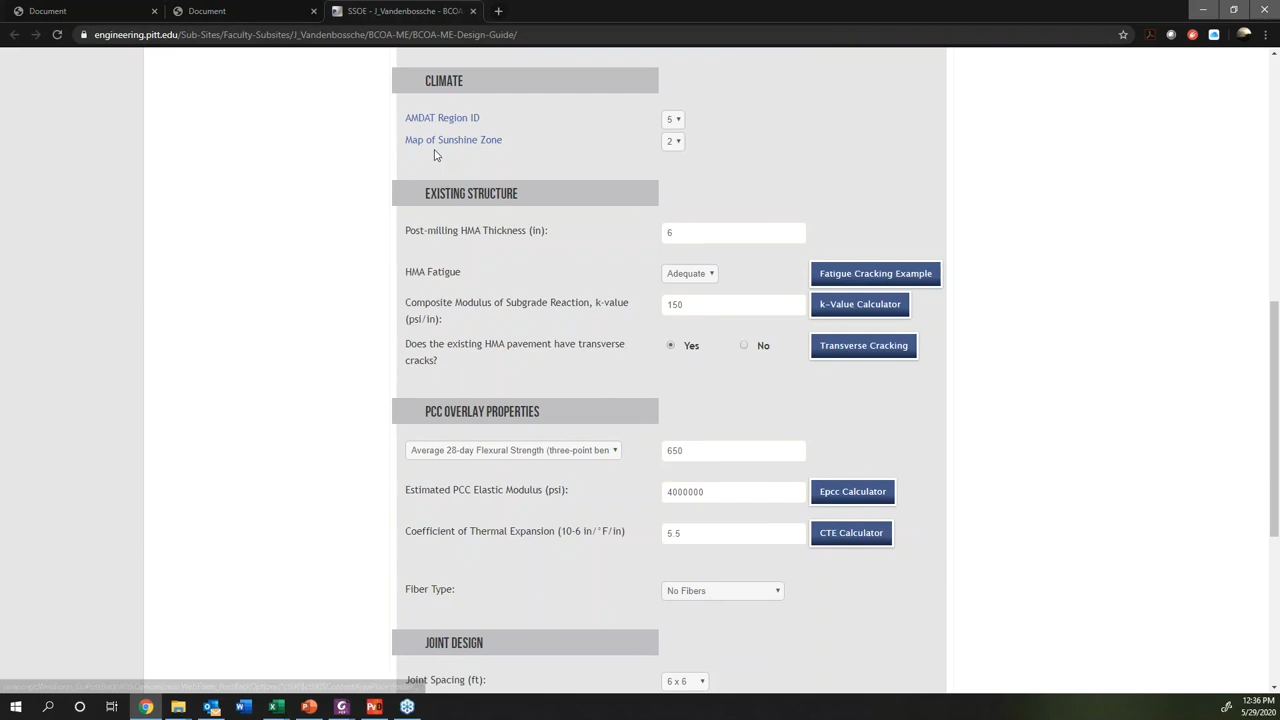 Document
Document
SSOE - J_Vandenbossche - BCOA-
engineering.pitt.edu/Sub-Sites/Faculty-Subsites/J_Vandenbossche/BCOA-ME/BCOA-ME-Design-Guide/
CLIMATE
AMDAT Region ID 5
Map of Sunshine Zone 2
EXISTING STRUCTURE
Post-milling HMA Thickness (in): 6
HMA Fatigue Adequate Fatigue Cracking Example
Composite Modulus of Subgrade Reaction, k-value 150 k-Value Calculator
(psi/in):
Does the existing HMA pavement have transverse Yes No Transverse Cracking
cracks?
PCC OVERLAY PROPERTIES
Average 28-day Flexural Strength (three-point ben 650
Estimated PCC Elastic Modulus (psi): 4000000 Epcc Calculator
Coefficient of Thermal Expansion (10-6 in/°F/in) 5.5 CTE Calculator
Fiber Type: No Fibers
JOINT DESIGN
Joint Spacing (ft): 6 x 6
12:36 PM
5/29/2020